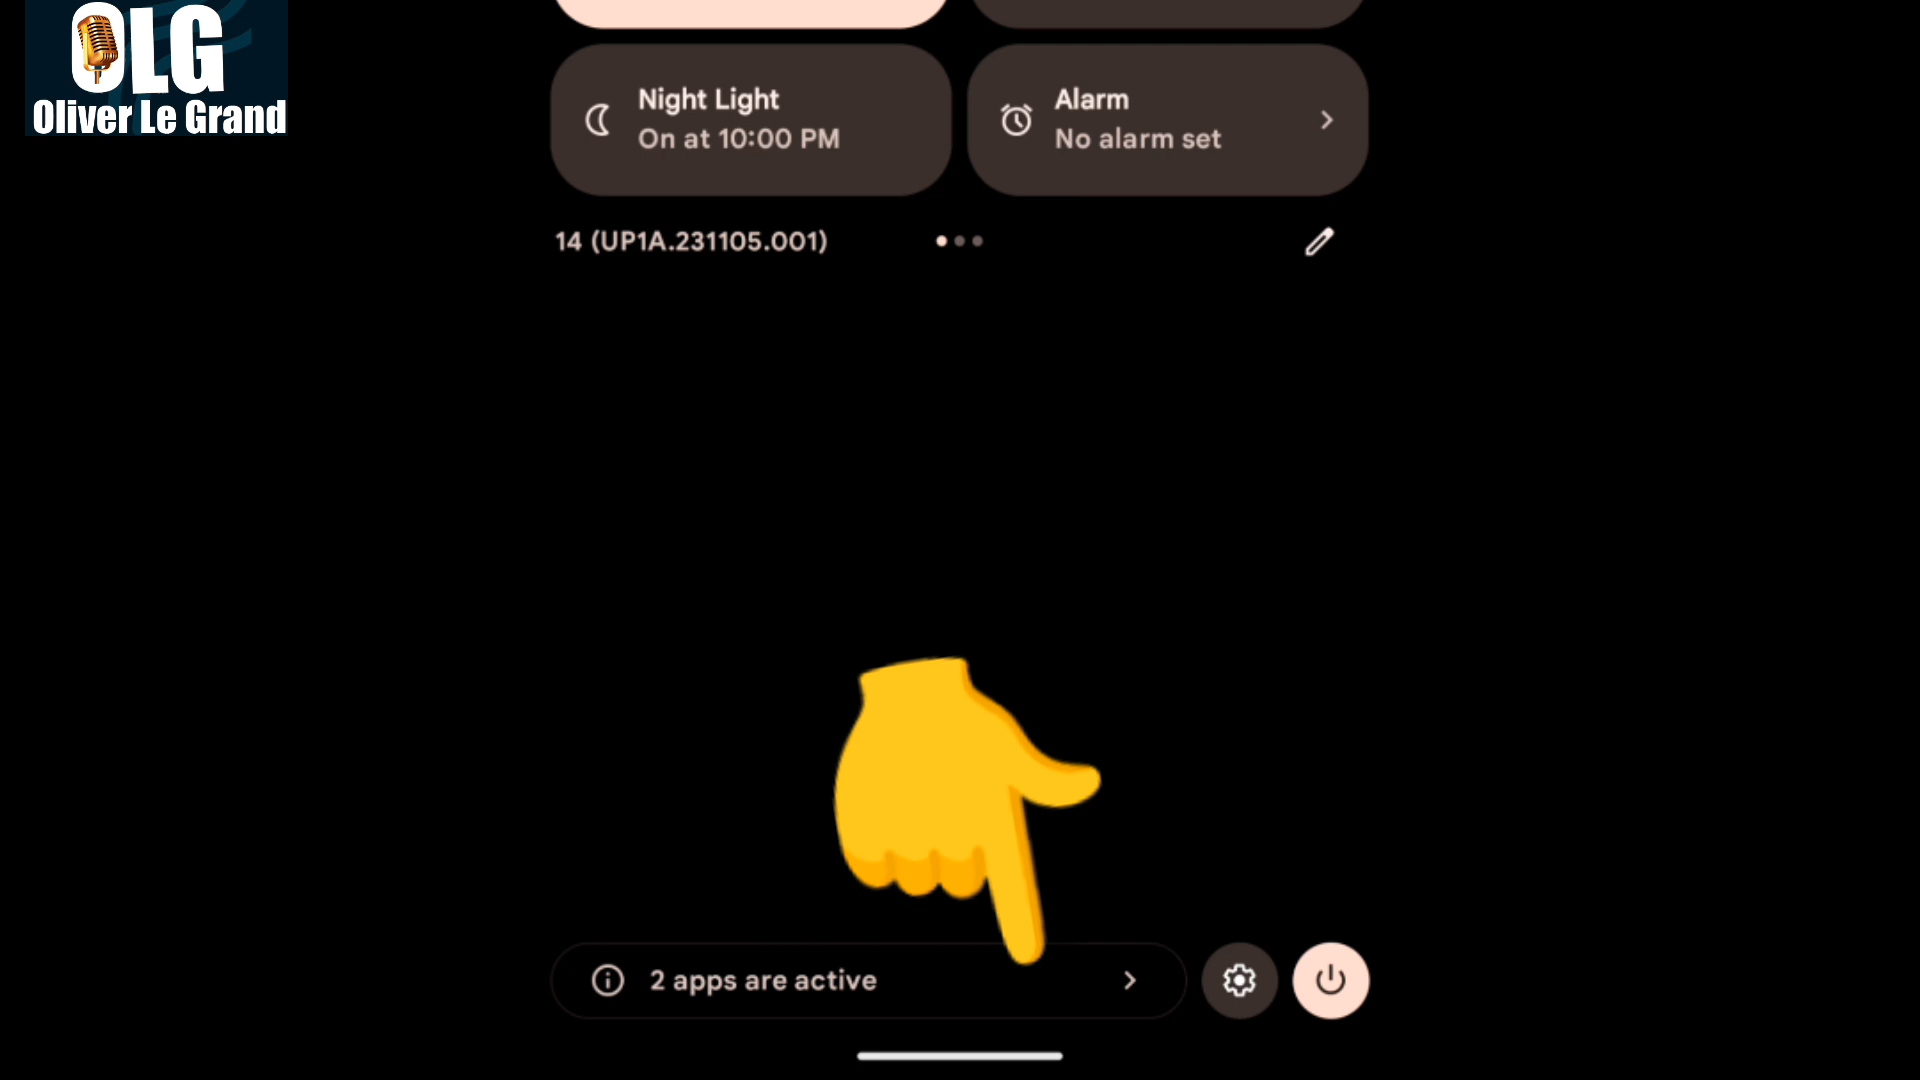 OLG
Oliver Le Grand
Night Light
On at 10:00 PM
Alarm
No alarm set
14 (UP1A.231105.001)
2 apps are active